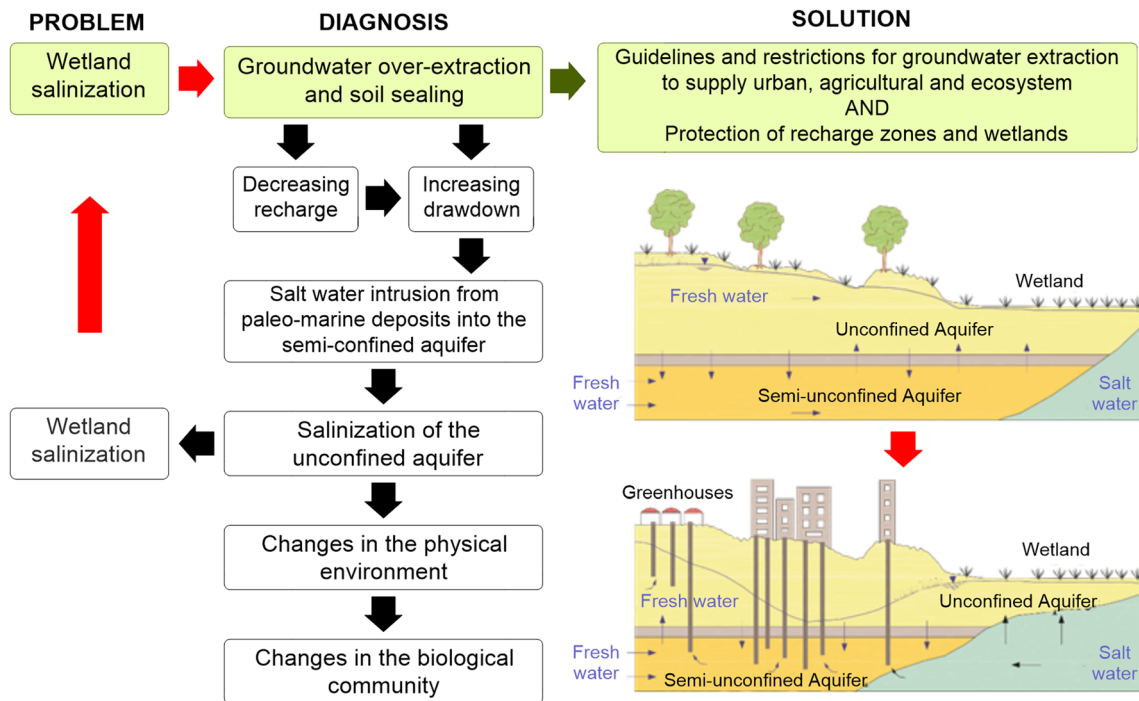 PROBLEM
DIAGNOSIS
SOLUTION
Wetland
salinization
Groundwater over-extraction
and soil sealing
Guidelines and restrictions for groundwater extraction
to supply urban, agricultural and ecosystem
AND
Protection of recharge zones and wetlands
Decreasing
recharge
Increasing
drawdown
Salt water intrusion from
paleo-marine deposits into the
semi-confined aquifer
Wetland
salinization
Salinization of the
unconfined aquifer
Changes in the physical
environment
Changes in the biological
community
Wetland
Fresh water
Unconfined Aquifer
Fresh
water
Semi-unconfined Aquifer
Salt
water
Greenhouses
Wetland
Fresh water
Unconfined Aquifer
Fresh
water
Semi-unconfined Aquifer
Salt
water